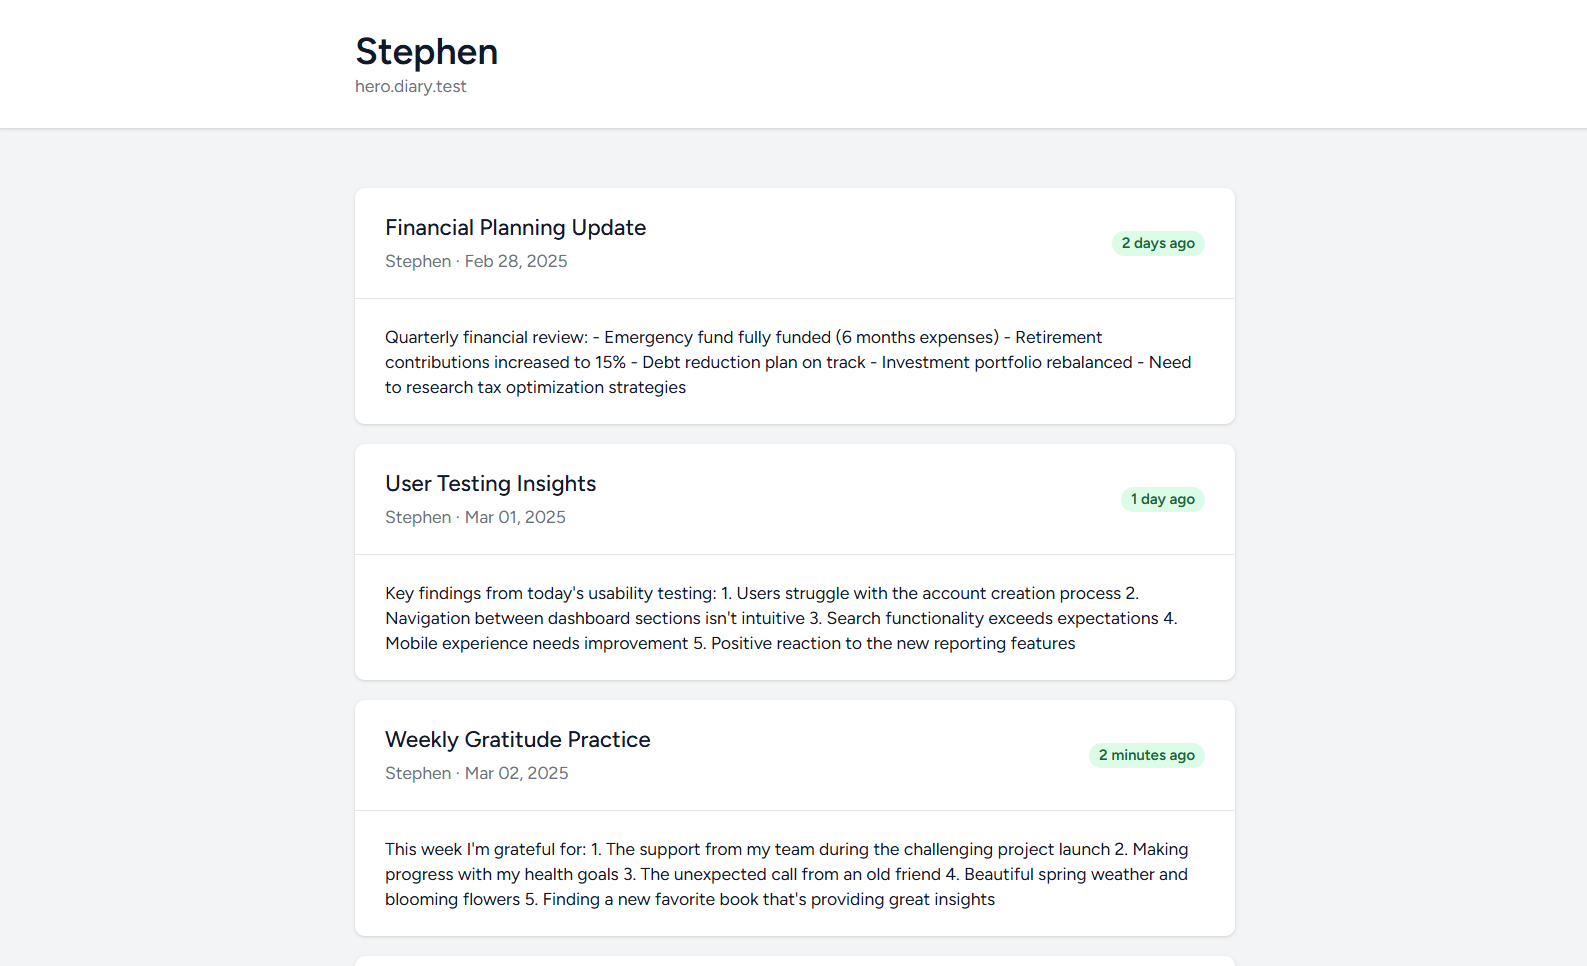 Stephen
hero.diary.test
Financial Planning Update
2 days ago
Stephen · Feb 28, 2025
Quarterly financial review: - Emergency fund fully funded (6 months expenses) - Retirement
contributions increased to 15% - Debt reduction plan on track - Investment portfolio rebalanced - Need
to research tax optimization strategies
User Testing Insights
1 day ago
Stephen · Mar 01, 2025
Key findings from today's usability testing: 1. Users struggle with the account creation process 2.
Navigation between dashboard sections isn't intuitive 3. Search functionality exceeds expectations 4.
Mobile experience needs improvement 5. Positive reaction to the new reporting features
Weekly Gratitude Practice
2 minutes ago
Stephen · Mar 02, 2025
This week I'm grateful for: 1. The support from my team during the challenging project launch 2. Making
progress with my health goals 3. The unexpected call from an old friend 4. Beautiful spring weather and
blooming flowers 5. Finding a new favorite book that's providing great insights